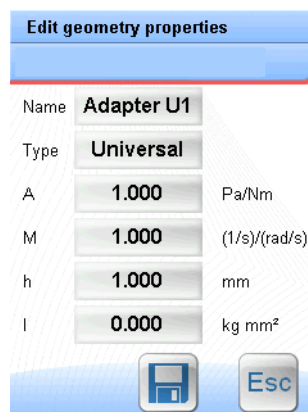 Edit geometry properties
Name Adapter U1
Type Universal
A 1.000 Pa/Nm
M 1.000 (1/s)/(rad/s)
h 1.000 mm
I 0.000 kg mm²
Esc